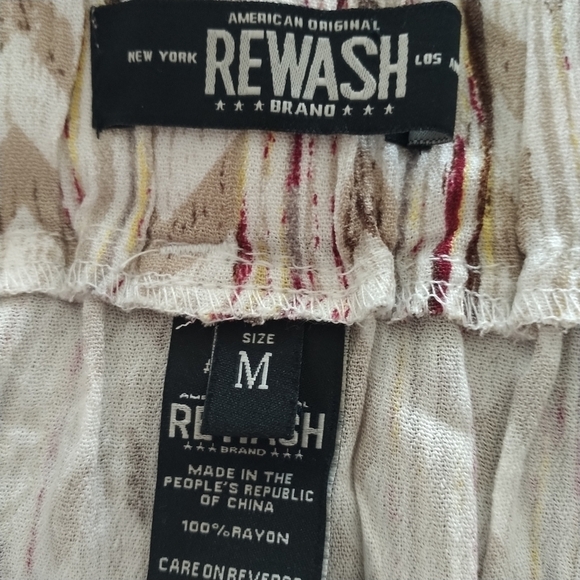 AMERICAN ORIGINAL
NEW YORK REWASH LOS
★ ★ ★ BRAND ★ ★ ★
SIZE
M
★★★ BRAND ★★★
MADE IN THE
PEOPLE'S REPUBLIC
OF CHINA
100%RAYON
CARE ON REVERSE